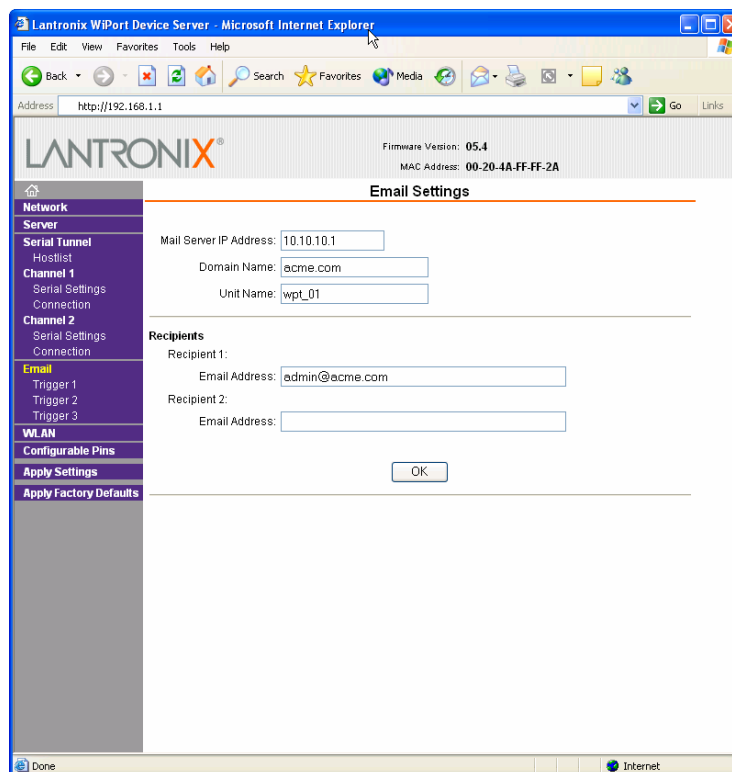 Lantronix WiPort Device Server - Microsoft Internet Explorer
File Edit View Favorites Tools Help
Back Search Favorites Media
Address http://192.168.1.1 Go Links
LANTRONIX®
Firmware Version: 05.4
MAC Address: 00-20-4A-FF-FF-2A
Network
Server
Serial Tunnel
Hostlist
Channel 1
Serial Settings
Connection
Channel 2
Serial Settings
Connection
Email
Trigger 1
Trigger 2
Trigger 3
WLAN
Configurable Pins
Apply Settings
Apply Factory Defaults
Email Settings
Mail Server IP Address: 10.10.10.1
Domain Name: acme.com
Unit Name: wpt_01
Recipients
Recipient 1:
Email Address: admin@acme.com
Recipient 2:
Email Address:
OK
Done
Internet